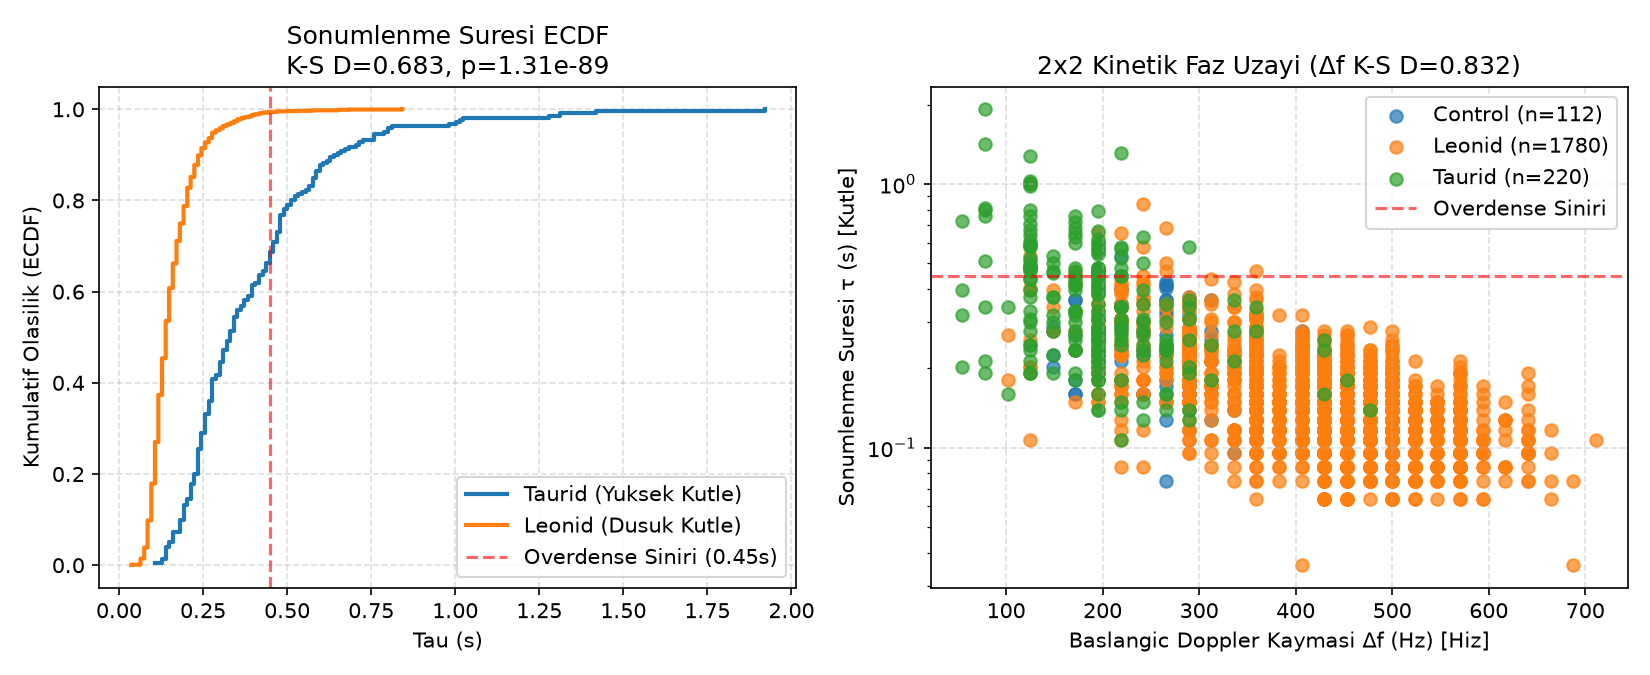 Sonumlenme Suresi ECDF
K-S D=0.683, p=1.31e-89
Kumulatif Olasilik (ECDF)
1.0
0.8
0.6
0.4
0.2
0.0
Taurid (Yuksek Kutle)
Leonid (Dusuk Kutle)
Overdense Siniri (0.45s)
0.00 0.25 0.50 0.75 1.00 1.25 1.50 1.75 2.00
Tau (s)
2x2 Kinetik Faz Uzayi (Δf K-S D=0.832)
Sonumlenme Suresi τ (s) [Kutle]
10⁰
10⁻¹
Control (n=112)
Leonid (n=1780)
Taurid (n=220)
Overdense Siniri
100 200 300 400 500 600 700
Baslangic Doppler Kaymasi Δf (Hz) [Hiz]